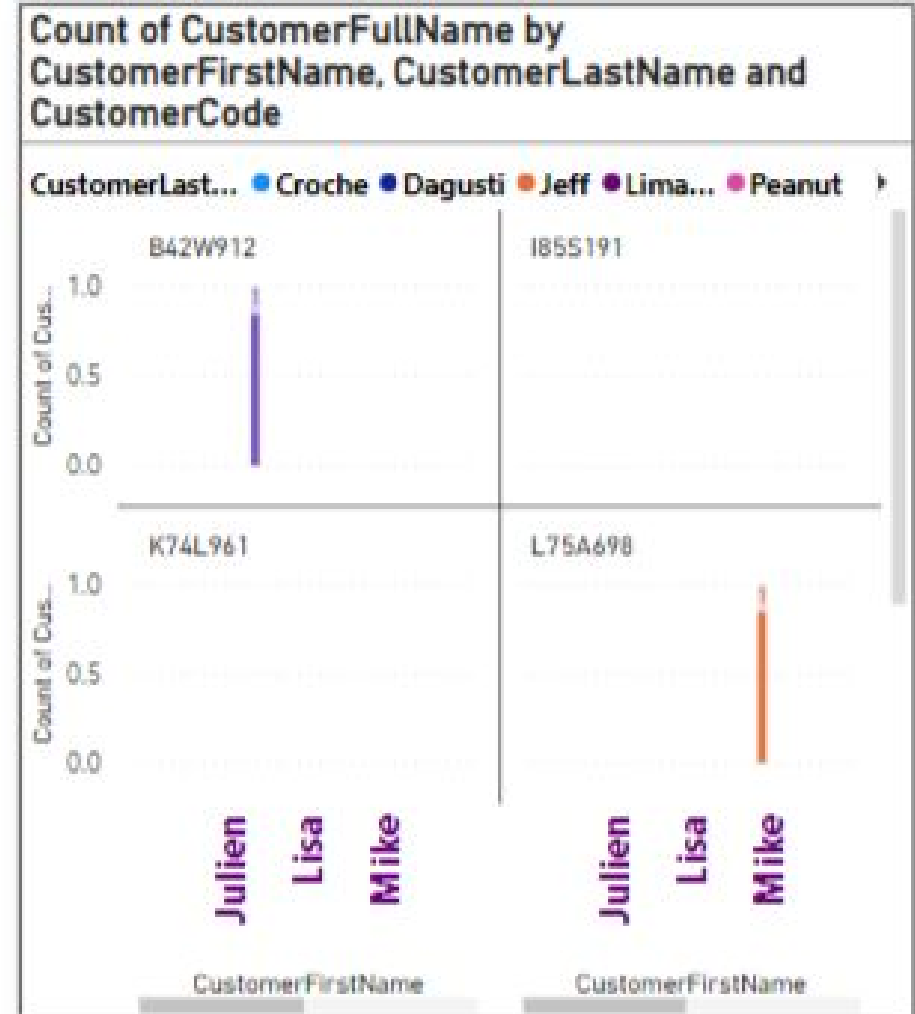 Count of CustomerFullName by
CustomerFirstName, CustomerLastName and
CustomerCode
CustomerLast... Croche Dagusti Jeff Lima... Peanut
B42W912 I85S191
Count of Cus...
1.0
0.5
0.0
K74L961 L75A698
Count of Cus...
1.0
0.5
0.0
Julien Lisa Mike Julien Lisa Mike
CustomerFirstName CustomerFirstName